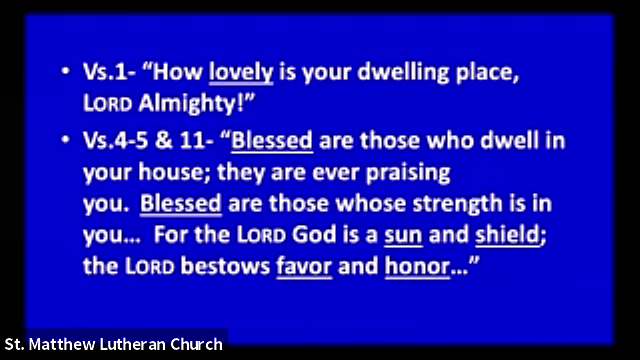 • Vs.1- “How lovely is your dwelling place,
LORD Almighty!”
• Vs.4-5 & 11- “Blessed are those who dwell in
your house; they are ever praising
you. Blessed are those whose strength is in
you... For the LORD God is a sun and shield;
the LORD bestows favor and honor...”
St. Matthew Lutheran Church